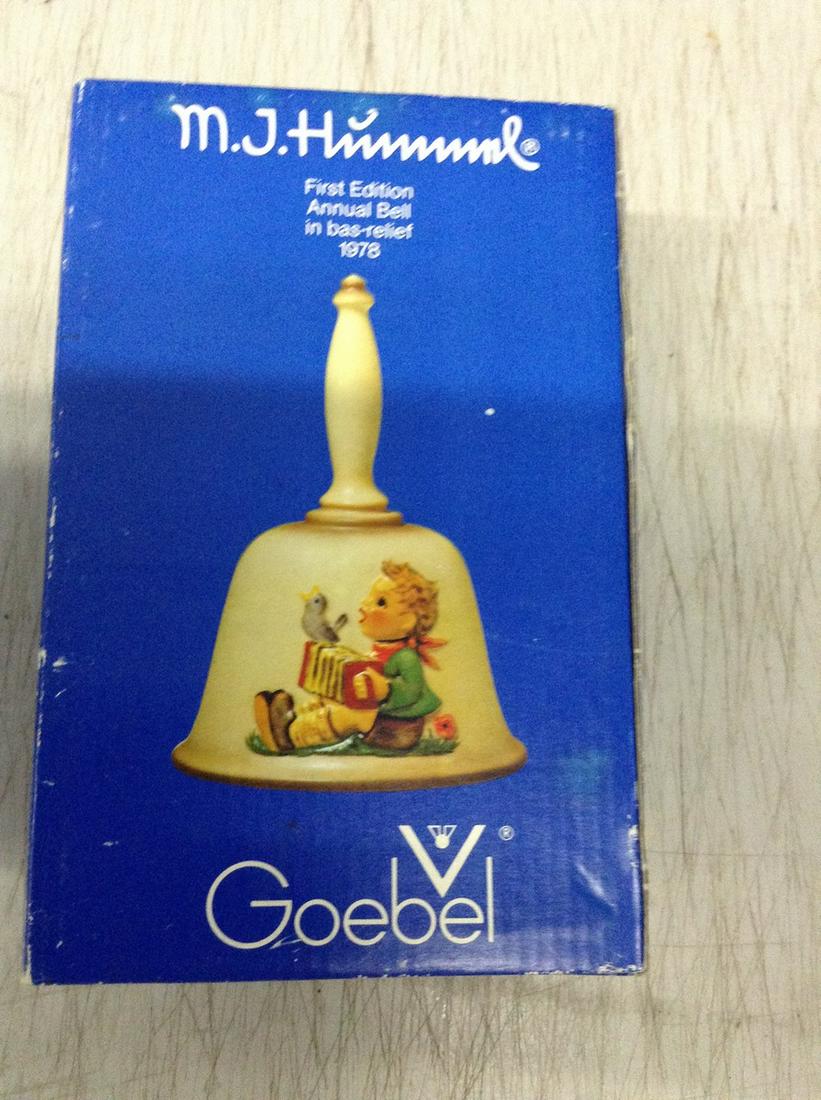 M.J.Hummel®
First Edition
Annual Bell
in bas-relief
1978
Goebel®